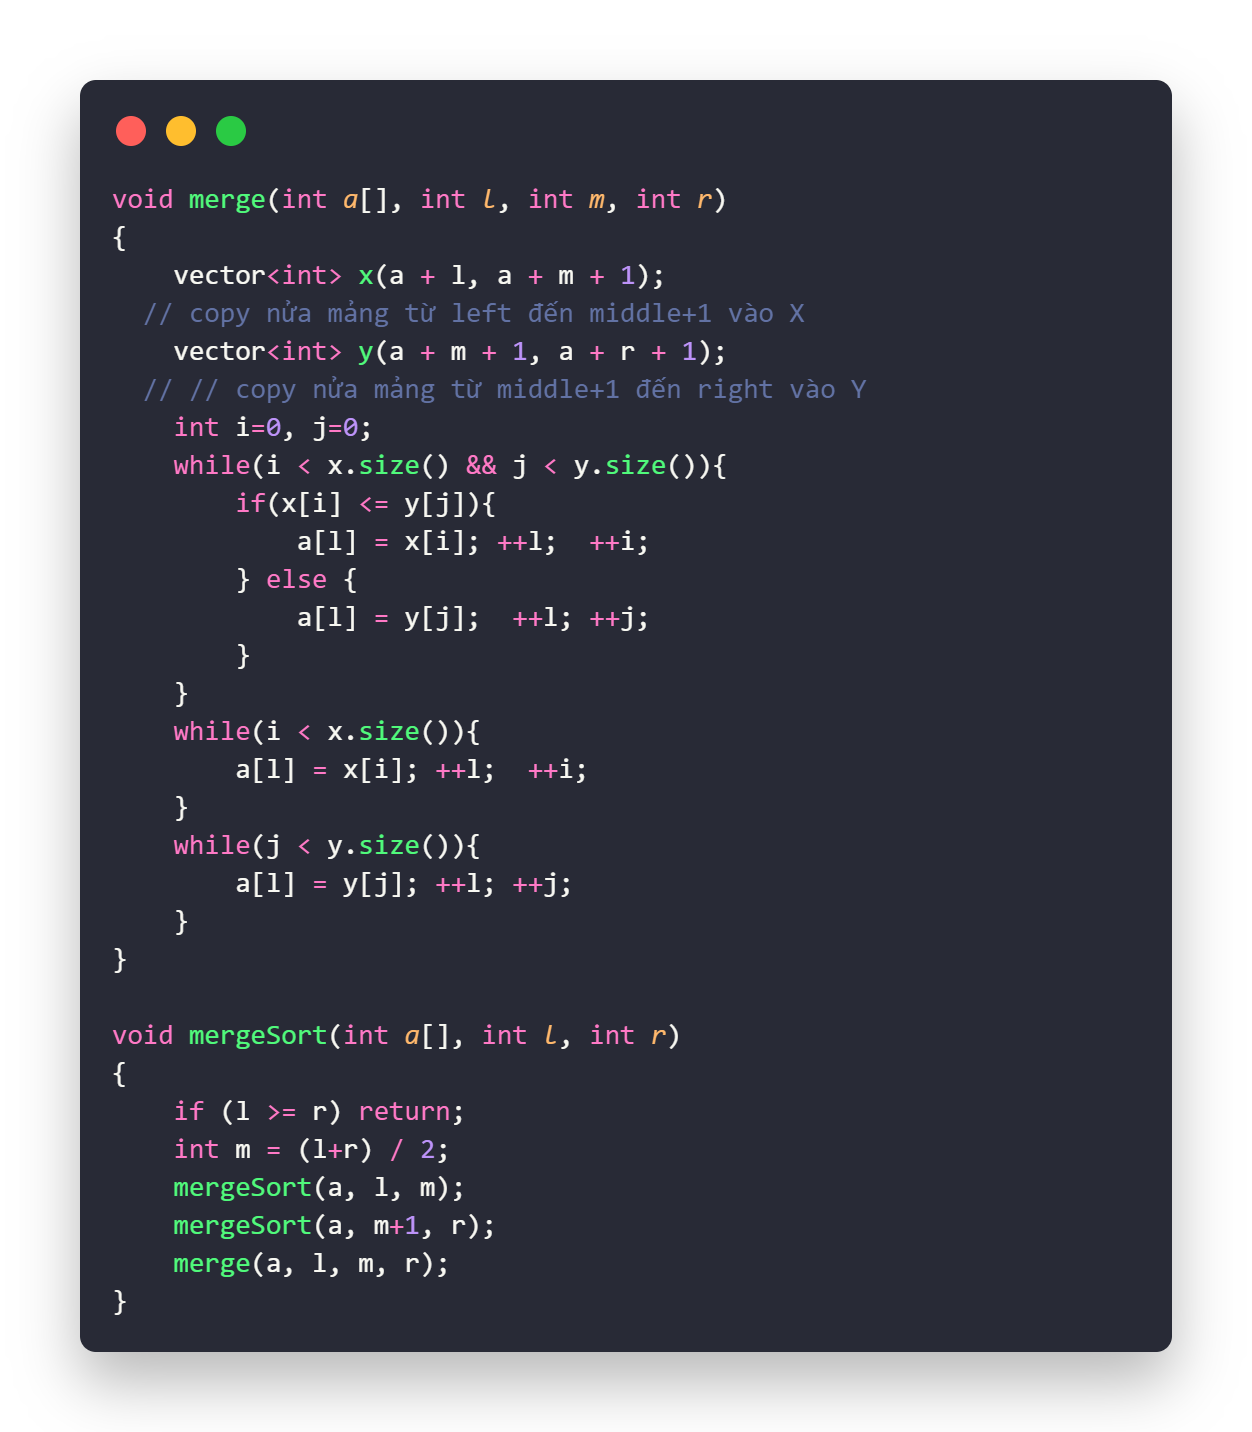 void merge(int a[], int l, int m, int r)
{
    vector<int> x(a + l, a + m + 1);
  // copy nửa mảng từ left đến middle+1 vào X
    vector<int> y(a + m + 1, a + r + 1);
  // // copy nửa mảng từ middle+1 đến right vào Y
    int i=0, j=0;
    while(i < x.size() && j < y.size()){
        if(x[i] <= y[j]){
            a[l] = x[i]; ++l;  ++i;
        } else {
            a[l] = y[j];  ++l; ++j;
        }
    }
    while(i < x.size()){
        a[l] = x[i]; ++l;  ++i;
    }
    while(j < y.size()){
        a[l] = y[j]; ++l; ++j;
    }
}

void mergeSort(int a[], int l, int r)
{
    if (l >= r) return;
    int m = (l+r) / 2;
    mergeSort(a, l, m);
    mergeSort(a, m+1, r);
    merge(a, l, m, r);
}